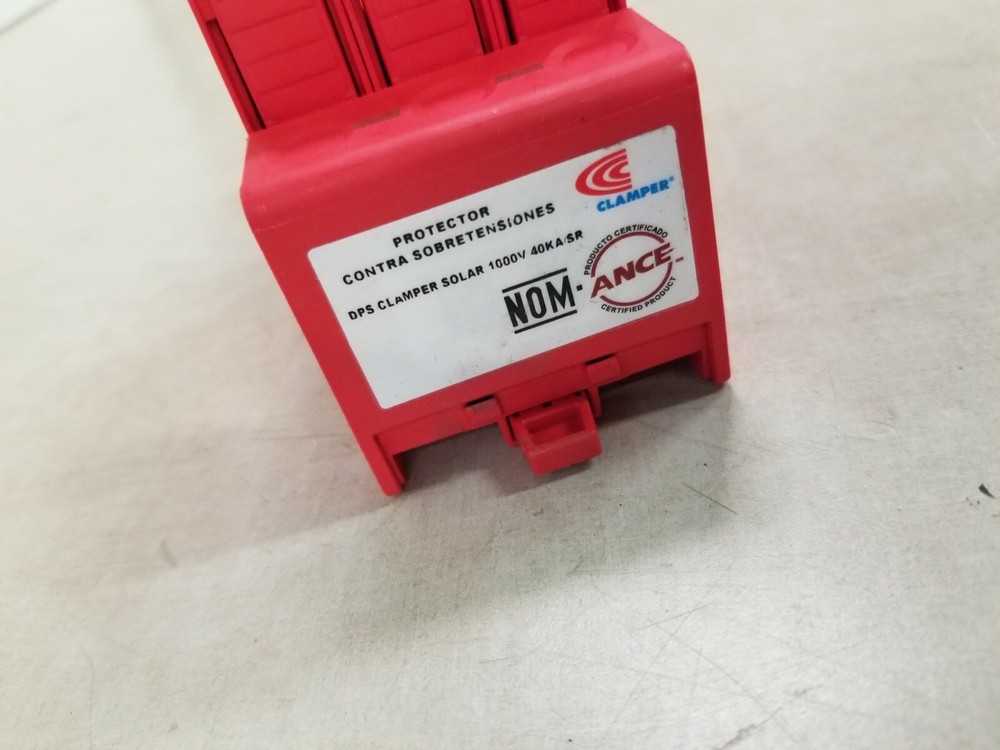 PROTECTOR
CONTRA SOBRETENSIONES
DPS CLAMPER SOLAR 1000V 40KA/SR
CLAMPER®
NOM-
PRODUCTO CERTIFICADO
ANCE
CERTIFIED PRODUCT